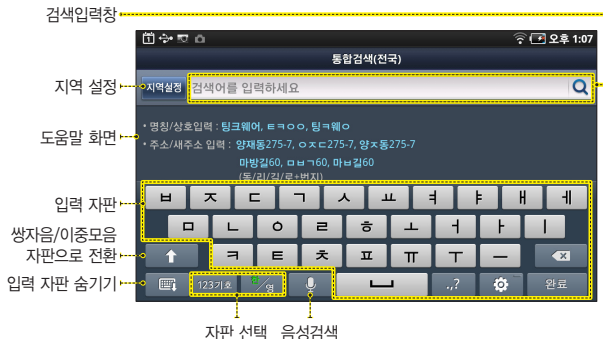 검색입력창
오후 1:07
통합검색(전국)
지역 설정
지역설정
검색어를 입력하세요
도움말 화면
• 명칭/상호입력 : 팅크웨어, ㅌㅋㅇㅇ, 팅ㅋ웨ㅇ
• 주소/새주소 입력 : 양재동275-7, ㅇㅈㄷ275-7, 양ㅈ동275-7
마방길60, ㅁㅂㄱ60, 마ㅂ길60
(동/리/길/로+번지)
입력 자판
ㅂ ㅈ ㄷ ㄱ ㅅ ㅛ ㅕ ㅑ ㅐ ㅔ
ㅁ ㄴ ㅇ ㄹ ㅎ ㅗ ㅓ ㅏ ㅣ
쌍자음/이중모음
자판으로 전환
ㅋ ㅌ ㅊ ㅍ ㅠ ㅜ ㅡ
입력 자판 숨기기
123기호 한/영 .,? 완료
자판 선택 음성검색